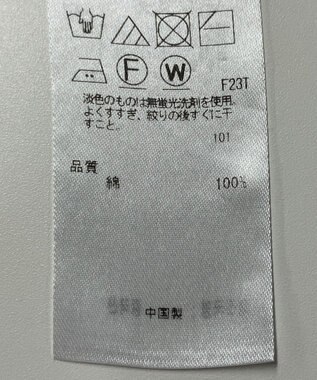 F W
F23T
淡色のものは無蛍光洗剤を使用。
よくすすぎ、絞りの後すぐに干
すこと。
101
品質
綿 100%
中国製